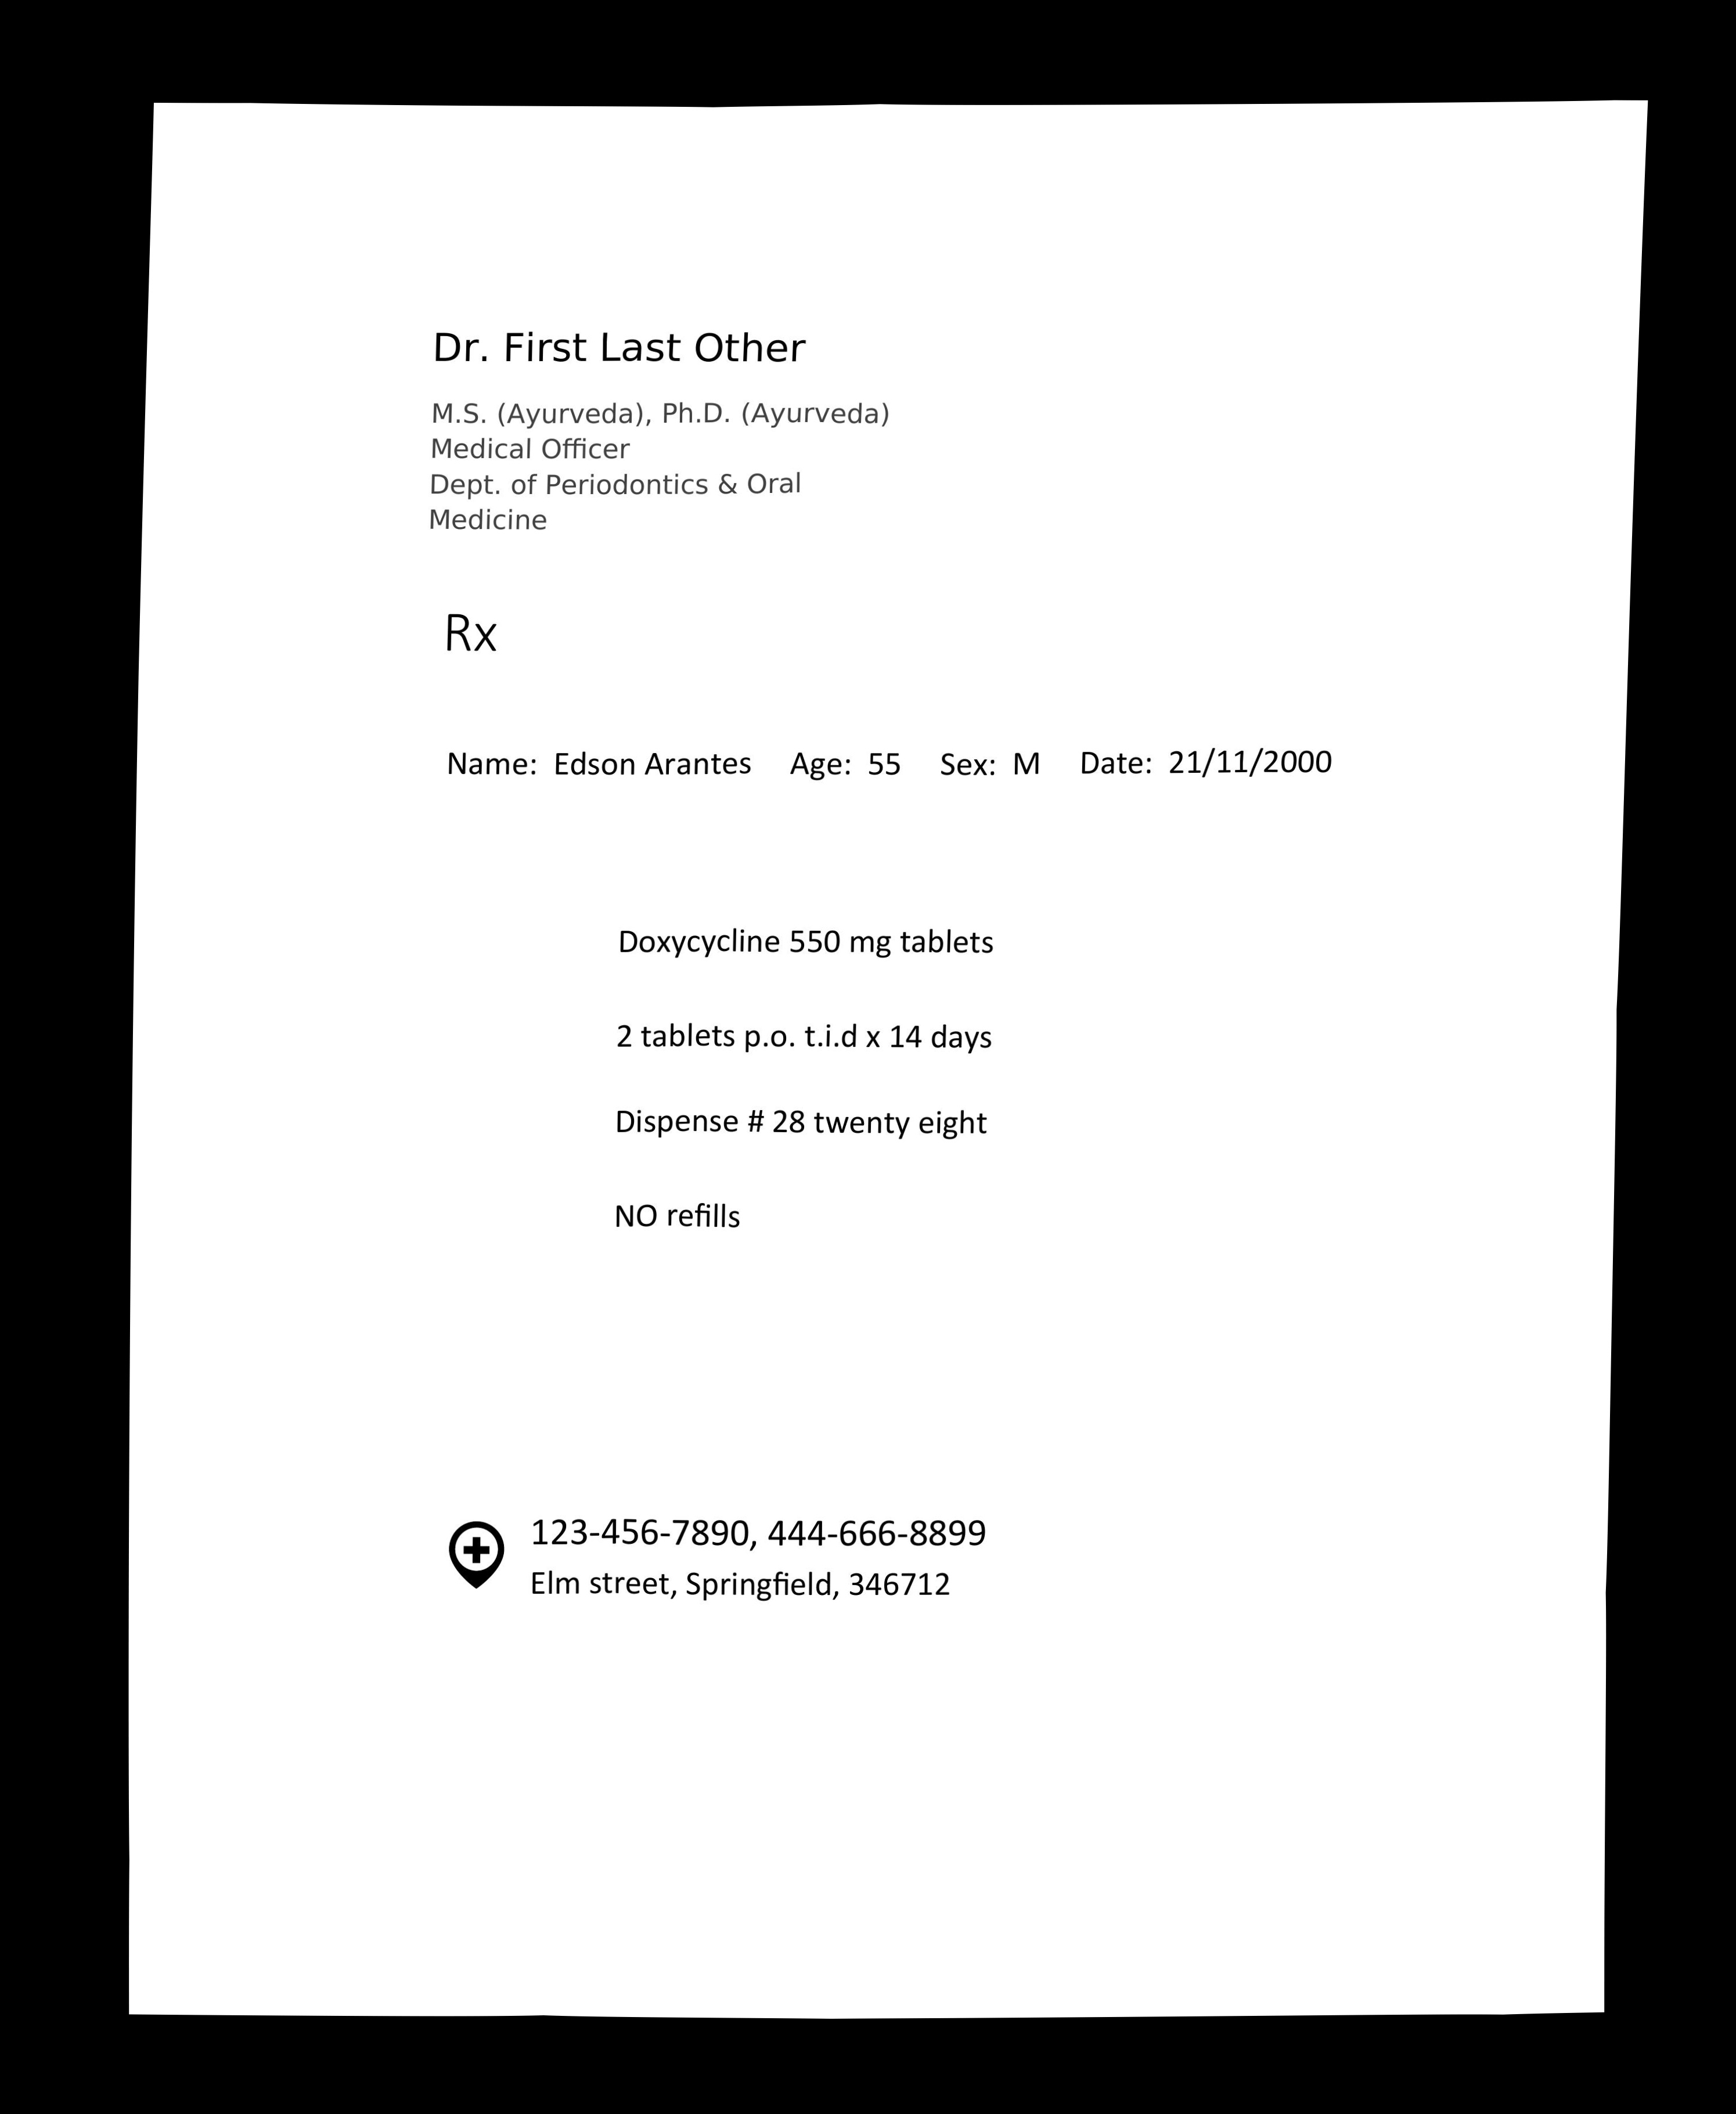 Dr. First Last Other
M.S. (Ayurveda), Ph.D. (Ayurveda)
Medical Officer
Dept. of Periodontics & Oral
Medicine
Rx
Name: Edson Arantes Age: 55 Sex: M Date: 21/11/2000
Doxycycline 550 mg tablets
2 tablets p.o. t.i.d x 14 days
Dispense # 28 twenty eight
NO refills
123-456-7890, 444-666-8899
Elm street, Springfield, 346712